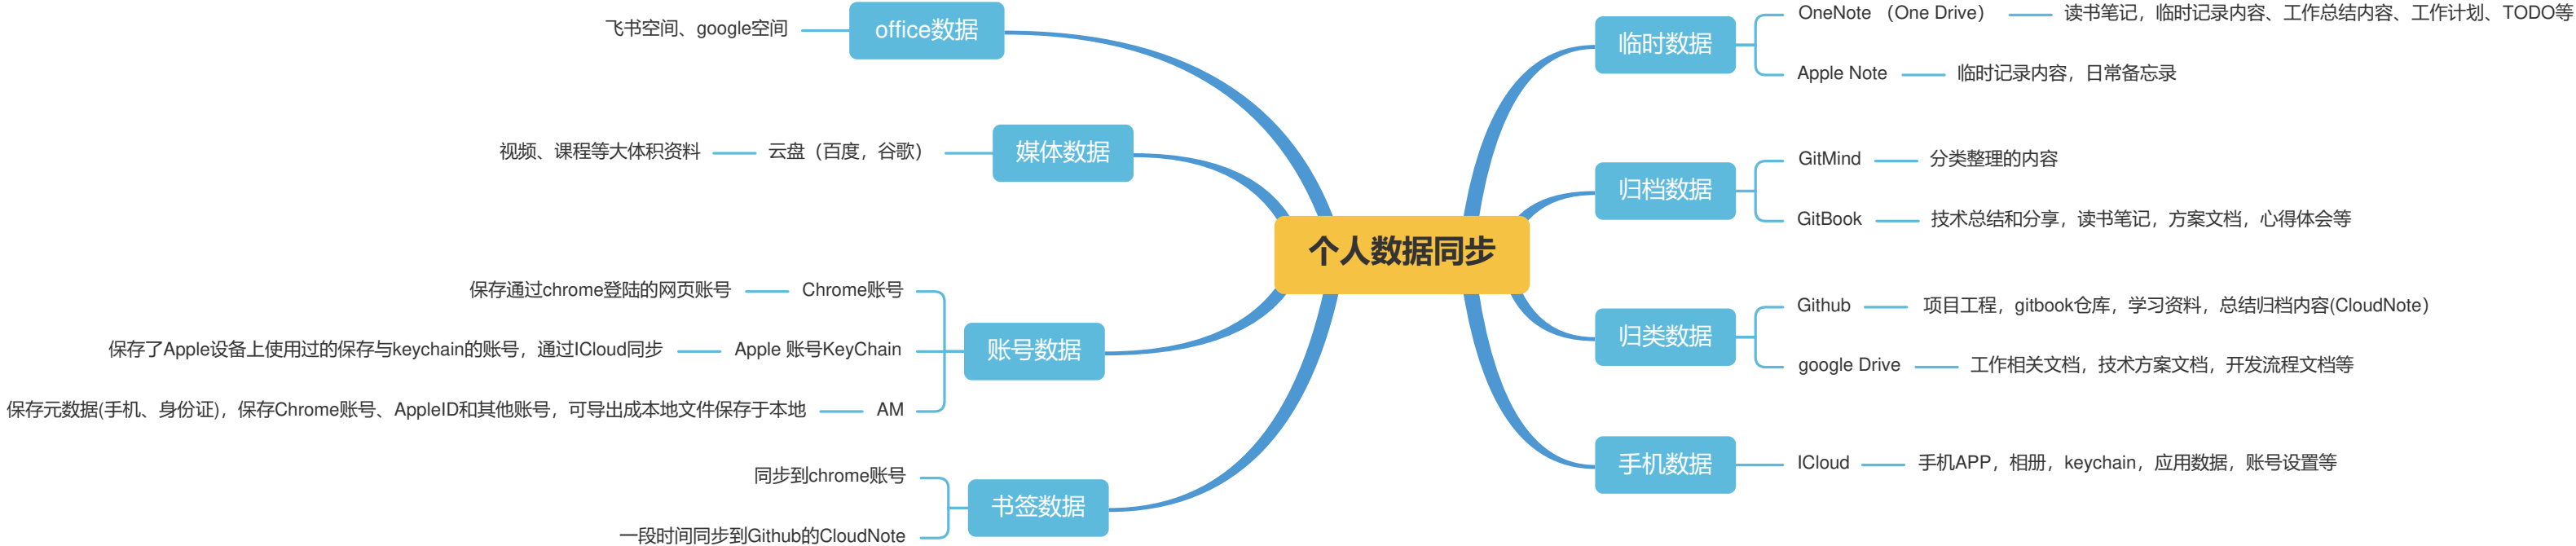 个人数据同步
office数据
飞书空间、google空间
媒体数据
云盘（百度，谷歌）
视频、课程等大体积资料
账号数据
Chrome账号
保存通过chrome登陆的网页账号
Apple 账号KeyChain
保存了Apple设备上使用过的保存与keychain的账号，通过ICloud同步
AM
保存元数据(手机、身份证)，保存Chrome账号、AppleID和其他账号，可导出成本地文件保存于本地
书签数据
同步到chrome账号
一段时间同步到Github的CloudNote
临时数据
OneNote （One Drive）
读书笔记，临时记录内容、工作总结内容、工作计划、TODO等
Apple Note
临时记录内容，日常备忘录
归档数据
GitMind
分类整理的内容
GitBook
技术总结和分享，读书笔记，方案文档，心得体会等
归类数据
Github
项目工程，gitbook仓库，学习资料，总结归档内容(CloudNote）
google Drive
工作相关文档，技术方案文档，开发流程文档等
手机数据
ICloud
手机APP，相册，keychain，应用数据，账号设置等